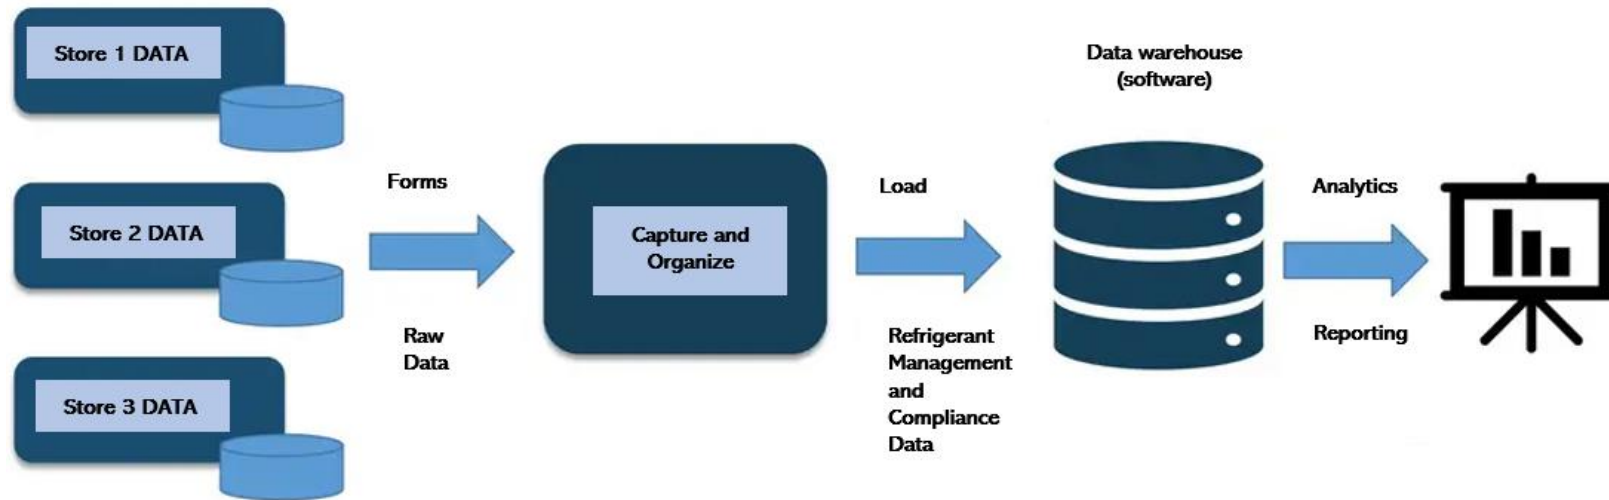 Store 1 DATA
Store 2 DATA
Store 3 DATA
Forms
Raw
Data
Capture and
Organize
Load
Refrigerant
Management
and
Compliance
Data
Data warehouse
(software)
Analytics
Reporting